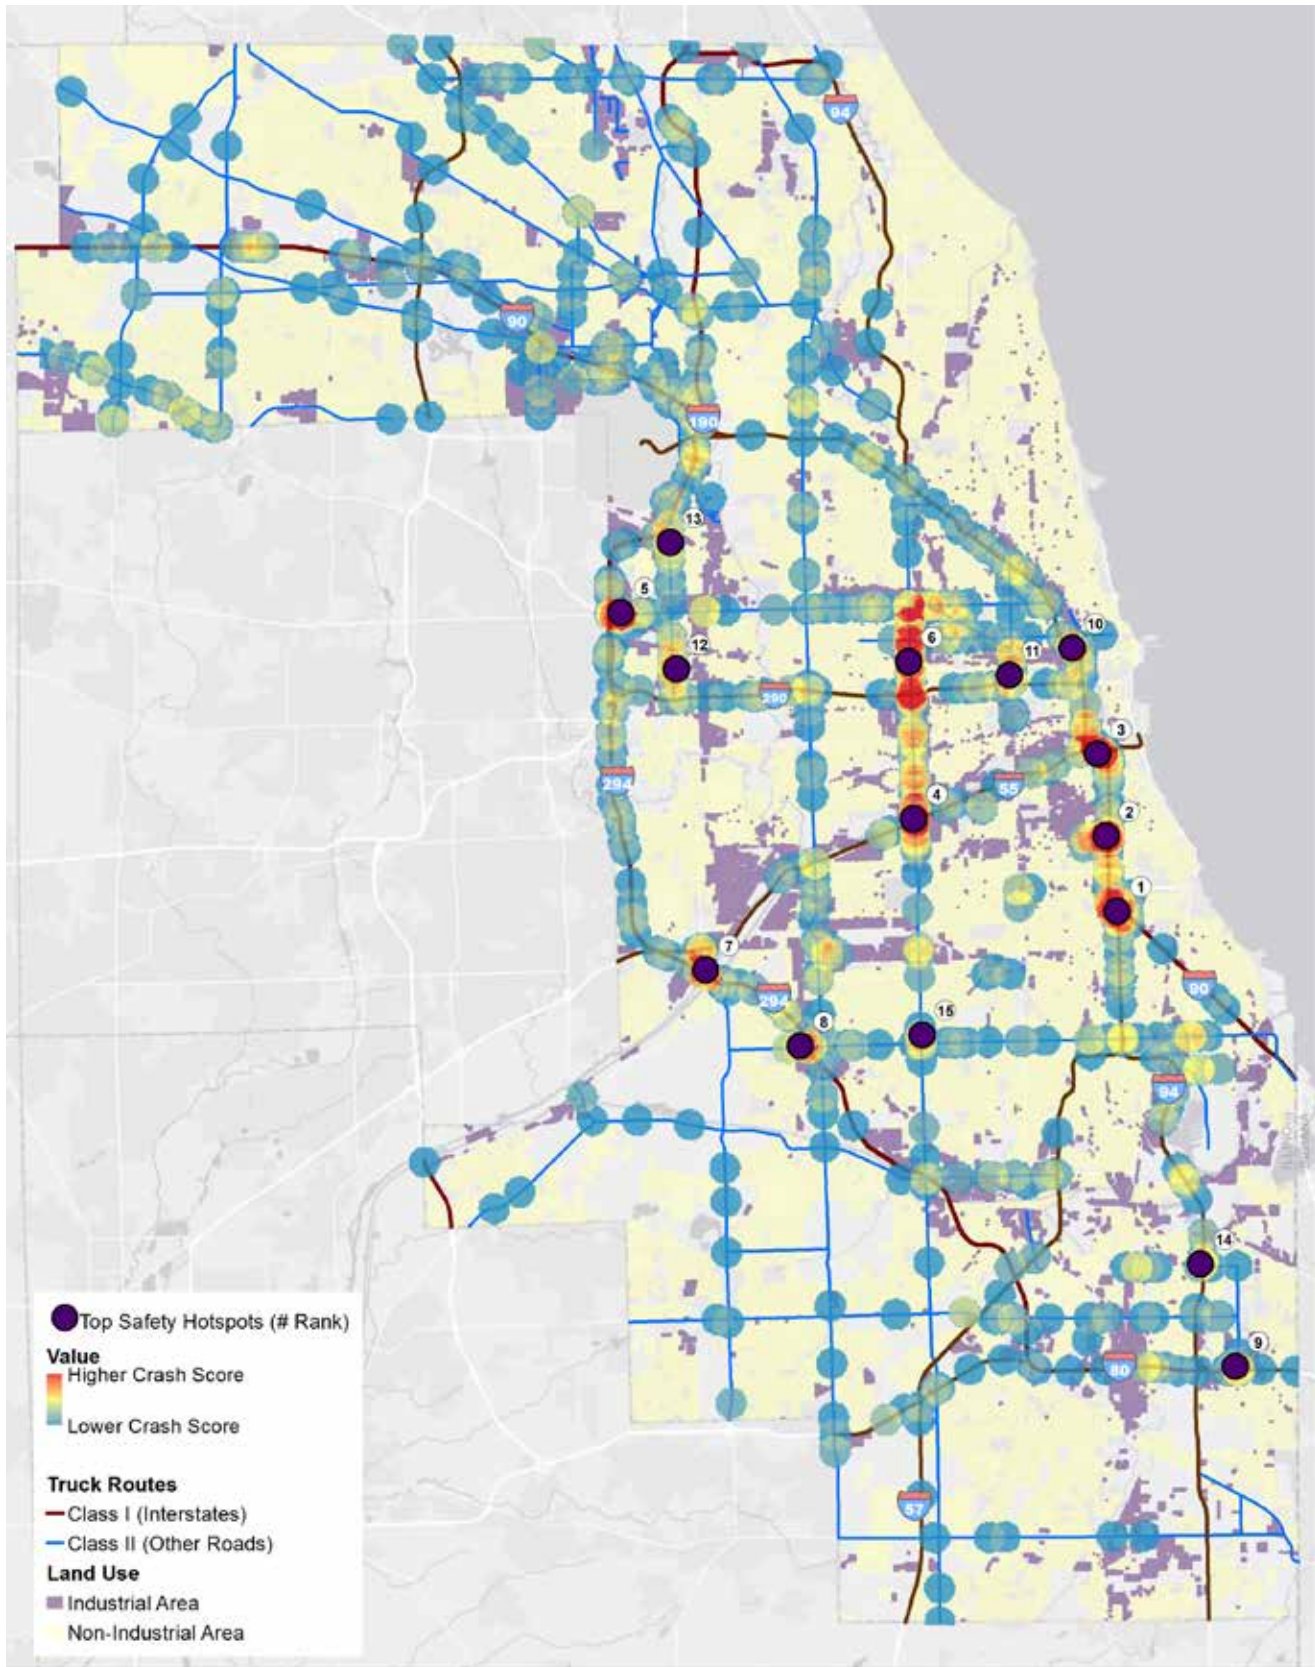 94
90
190
13
5
6
10
12
11
290
3
294
55
4
2
1
7
90
294
8
15
94
14
9
80
57
Top Safety Hotspots (# Rank)
Value
Higher Crash Score
Lower Crash Score
Truck Routes
Class I (Interstates)
Class II (Other Roads)
Land Use
Industrial Area
Non-Industrial Area